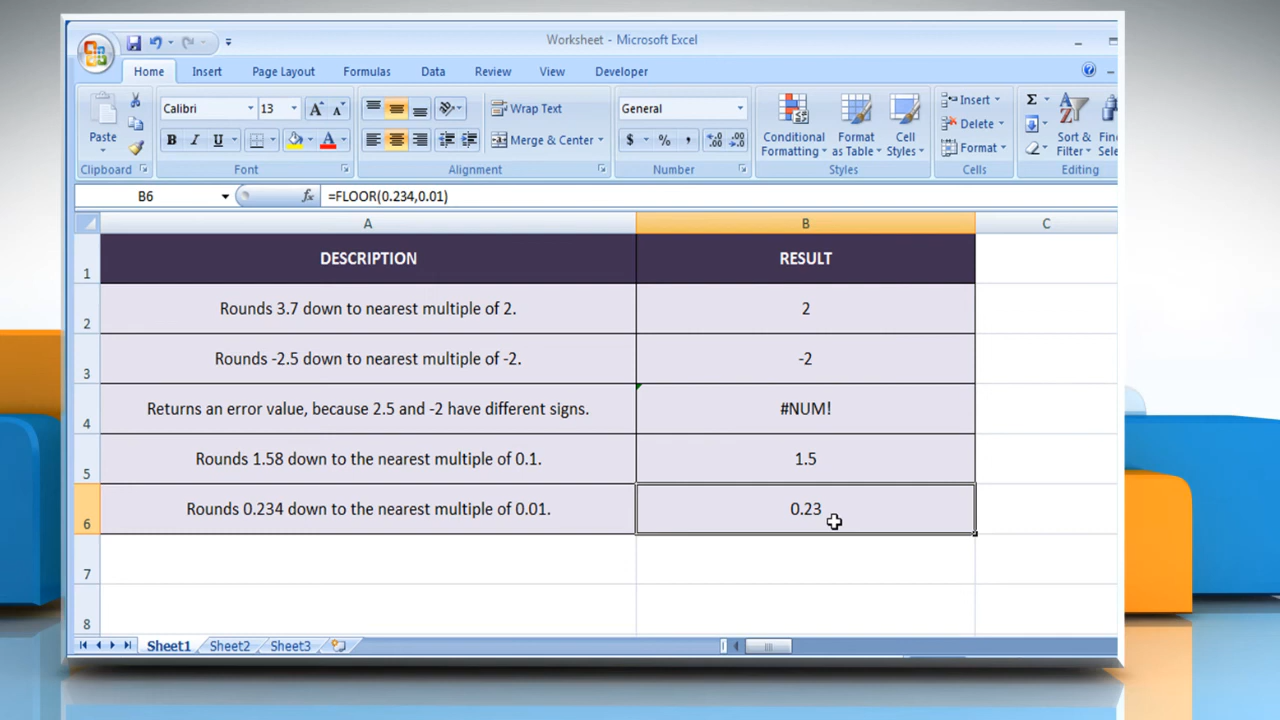 Worksheet - Microsoft Excel
Home Insert Page Layout Formulas Data Review View Developer
Calibri 13 A A Wrap Text General Insert Σ
Paste Conditional Formatting Format as Table Cell Styles Delete Sort & Filter
B I U A Merge & Center $ % , .0 .00 .00 .0 Format
Clipboard Font Alignment Number Styles Cells Editing
B6 fx =FLOOR(0.234,0.01)
A B C
1 DESCRIPTION RESULT
2 Rounds 3.7 down to nearest multiple of 2. 2
3 Rounds -2.5 down to nearest multiple of -2. -2
4 Returns an error value, because 2.5 and -2 have different signs. #NUM!
5 Rounds 1.58 down to the nearest multiple of 0.1. 1.5
6 Rounds 0.234 down to the nearest multiple of 0.01. 0.23
7
8
Sheet1 Sheet2 Sheet3